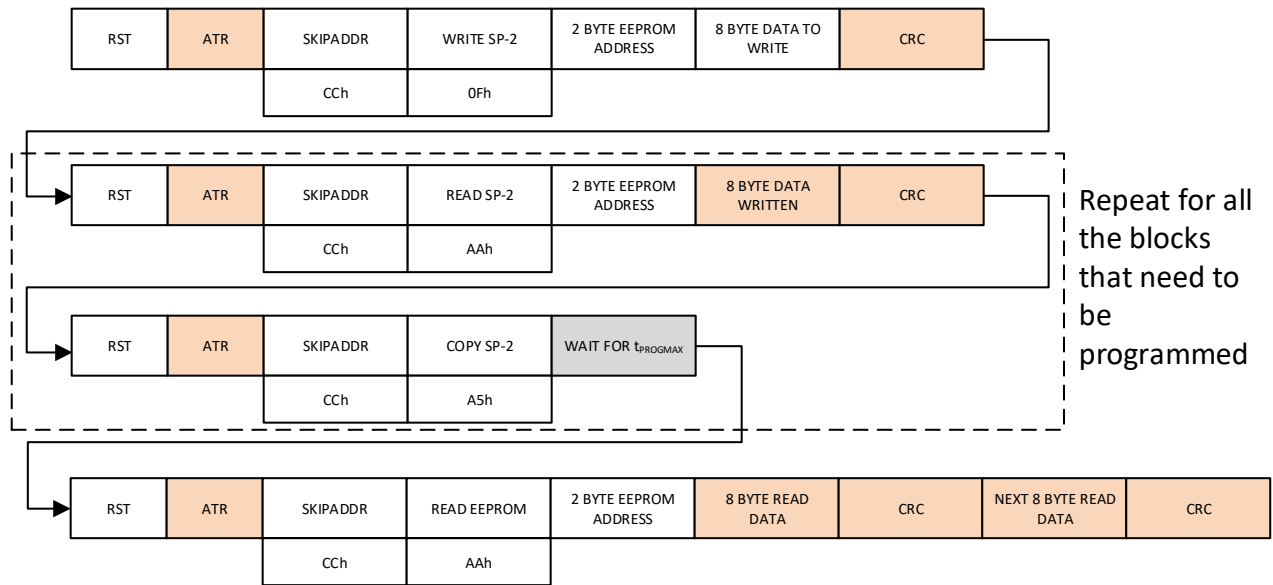 RST ATR SKIPADDR WRITE SP-2 2 BYTE EEPROM ADDRESS 8 BYTE DATA TO WRITE CRC
CCh 0Fh
RST ATR SKIPADDR READ SP-2 2 BYTE EEPROM ADDRESS 8 BYTE DATA WRITTEN CRC
CCh AAh
Repeat for all
the blocks
that need to
be
programmed
RST ATR SKIPADDR COPY SP-2 WAIT FOR tPROGMAX
CCh A5h
RST ATR SKIPADDR READ EEPROM 2 BYTE EEPROM ADDRESS 8 BYTE READ DATA CRC NEXT 8 BYTE READ DATA CRC
CCh AAh